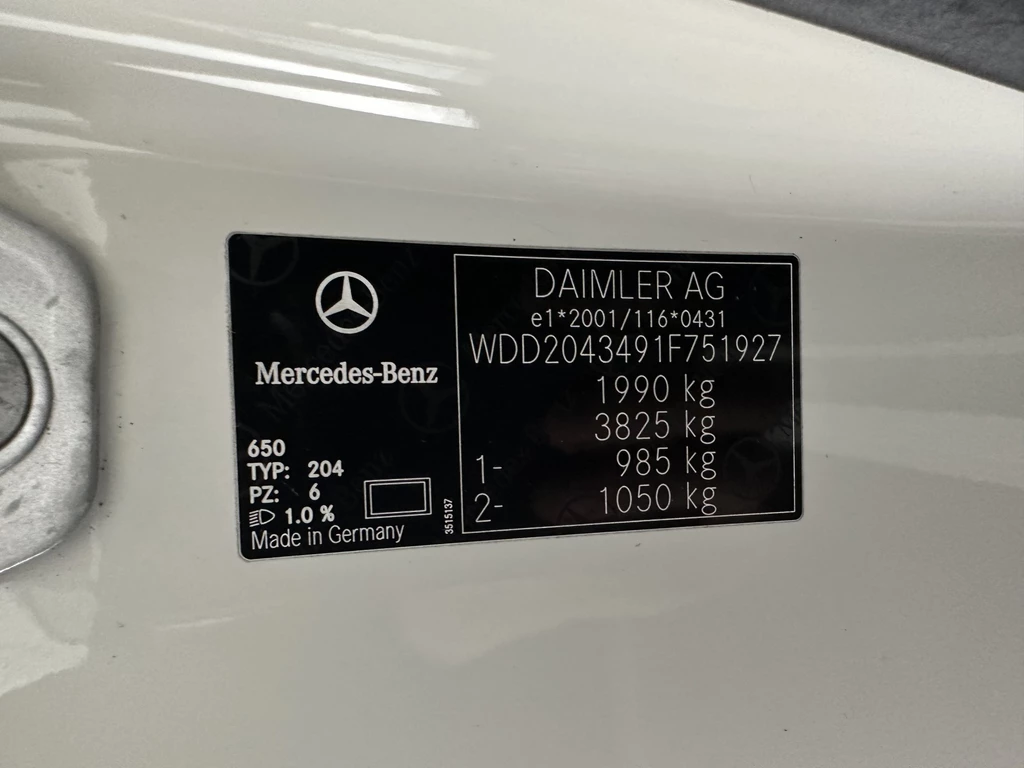 Mercedes-Benz
650
TYP: 204
PZ: 6
1.0 %
Made in Germany
3515137
DAIMLER AG
e1*2001/116*0431
WDD2043491F751927
1990 kg
3825 kg
1- 985 kg
2- 1050 kg